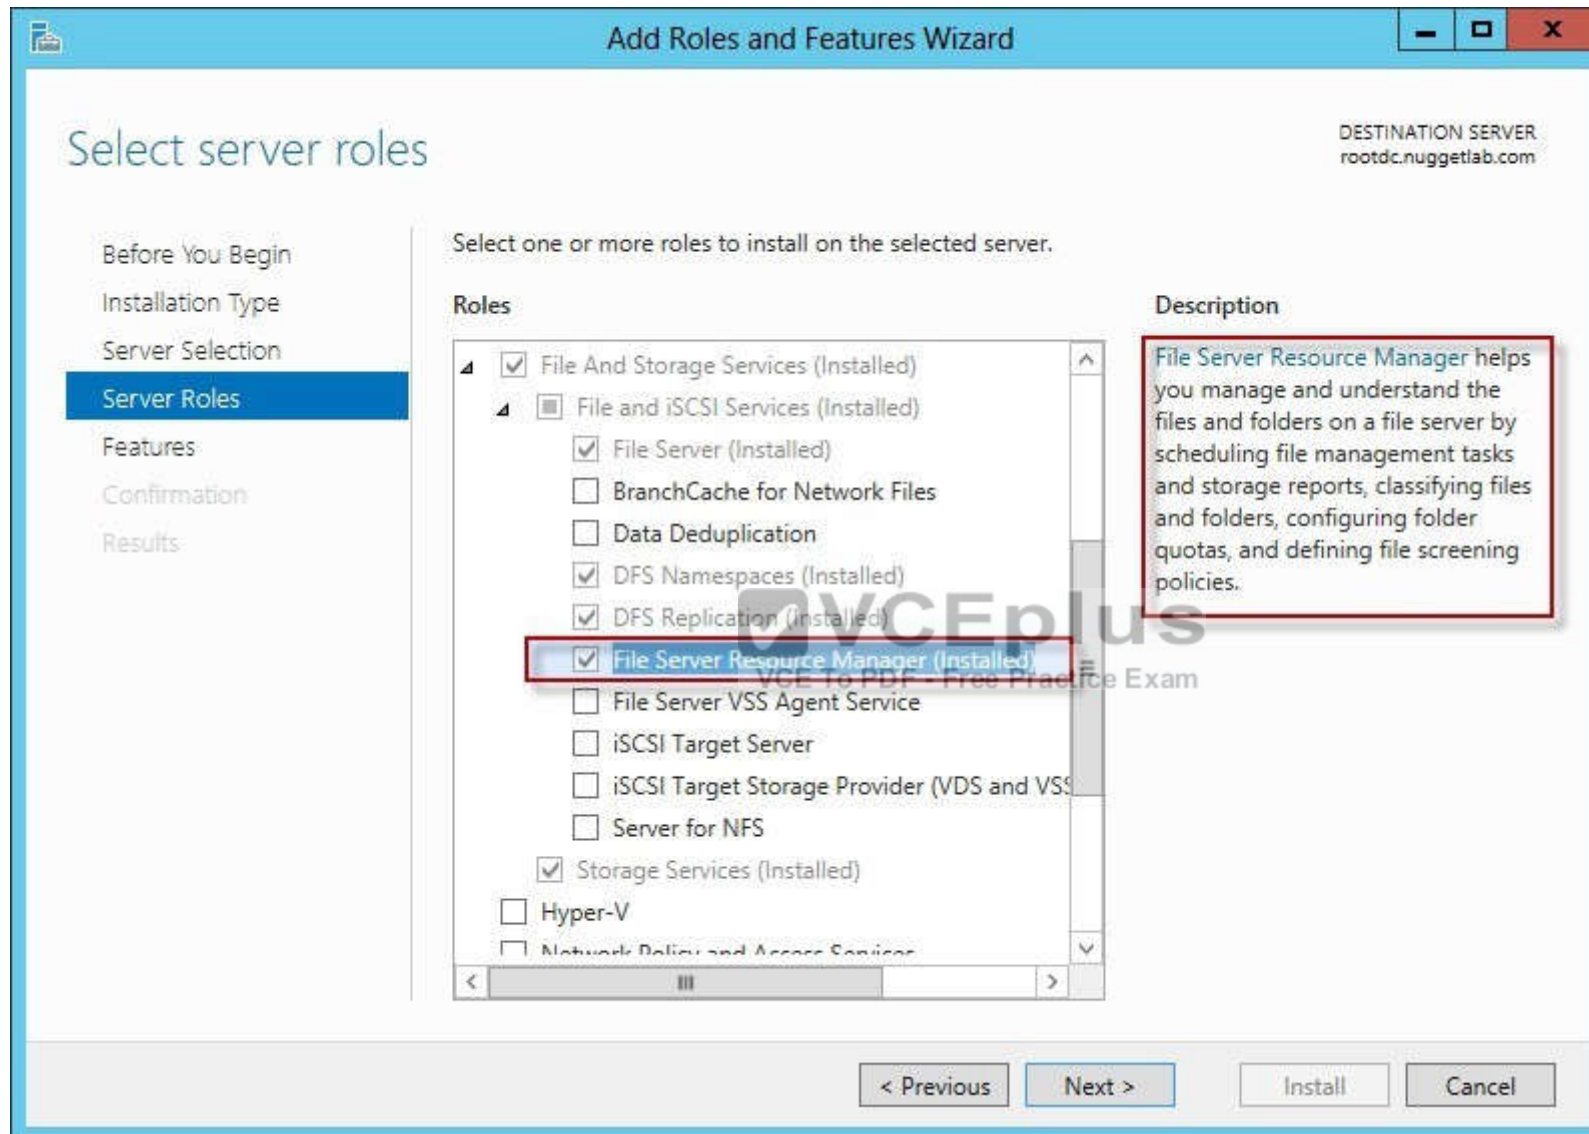 Add Roles and Features Wizard
Select server roles
DESTINATION SERVER
rootdc.nuggetlab.com
Before You Begin
Installation Type
Server Selection
Server Roles
Features
Confirmation
Results
Select one or more roles to install on the selected server.
Roles
File And Storage Services (Installed)
File and iSCSI Services (Installed)
File Server (Installed)
BranchCache for Network Files
Data Deduplication
DFS Namespaces (Installed)
DFS Replication (Installed)
File Server Resource Manager (Installed)
File Server VSS Agent Service
iSCSI Target Server
iSCSI Target Storage Provider (VDS and VSS
Server for NFS
Storage Services (Installed)
Hyper-V
Network Policy and Access Services
Description
File Server Resource Manager helps
you manage and understand the
files and folders on a file server by
scheduling file management tasks
and storage reports, classifying files
and folders, configuring folder
quotas, and defining file screening
policies.
VCEplus
VCE To PDF - Free Practice Exam
< Previous
Next >
Install
Cancel